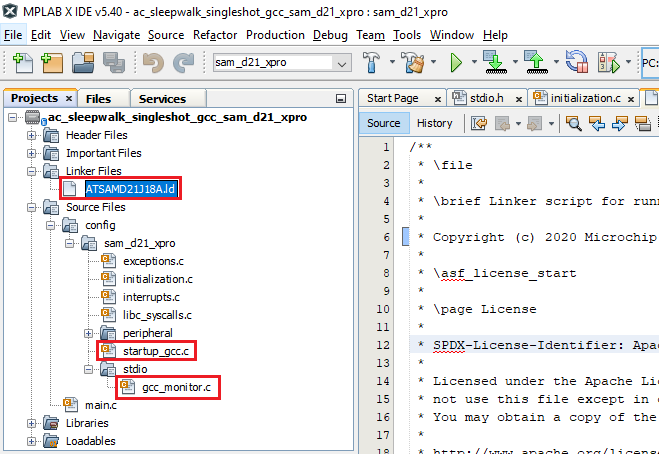 MPLAB X IDE v5.40 - ac_sleepwalk_singleshot_gcc_sam_d21_xpro : sam_d21_xpro
File Edit View Navigate Source Refactor Production Debug Team Tools Window Help
sam_d21_xpro
PC:
Projects × Files Services
ac_sleepwalk_singleshot_gcc_sam_d21_xpro
Header Files
Important Files
Linker Files
ATSAMD21J18A.ld
Source Files
config
sam_d21_xpro
exceptions.c
initialization.c
interrupts.c
libc_syscalls.c
peripheral
startup_gcc.c
stdio
gcc_monitor.c
main.c
Libraries
Loadables
Start Page × stdio.h × initialization.c ×
Source History
1 /**
2 * \file
3 *
4 * \brief Linker script for runn
5 *
6 * Copyright (c) 2020 Microchip
7 *
8 * \asf_license_start
9 *
10 * \page License
11 *
12 * SPDX-License-Identifier: Apa
13 *
14 * Licensed under the Apache Lic
15 * not use this file except in c
16 * You may obtain a copy of the
17 *
18 * http://www.apache.org/license